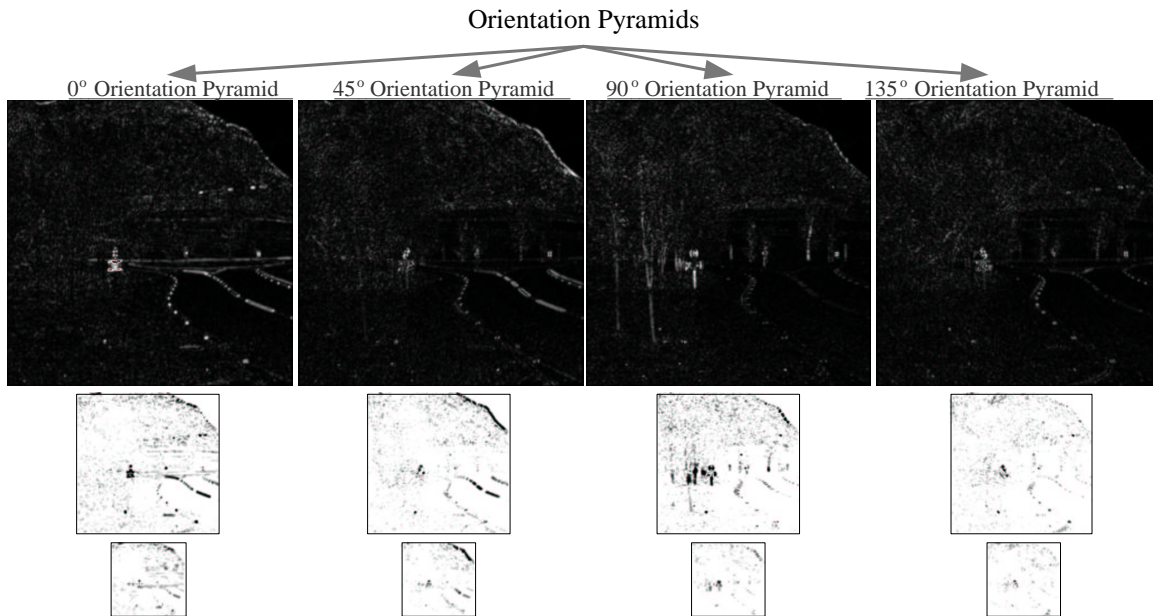 Orientation Pyramids
0° Orientation Pyramid
45° Orientation Pyramid
90° Orientation Pyramid
135° Orientation Pyramid